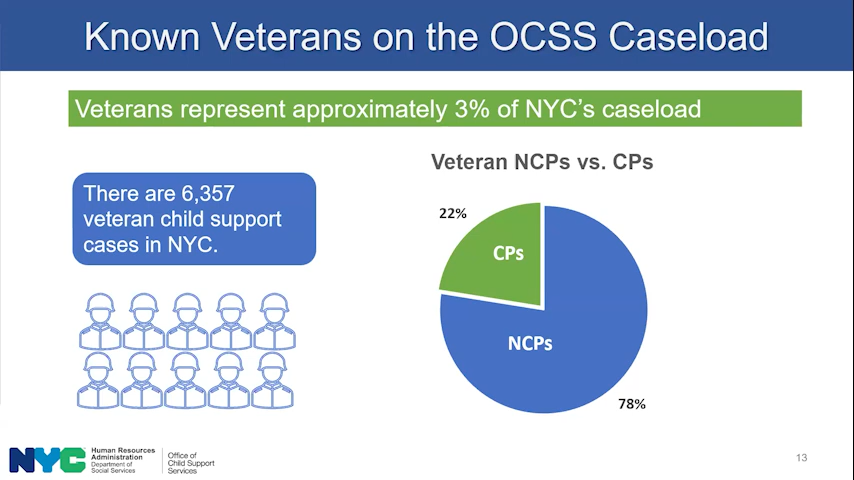 Known Veterans on the OCSS Caseload
Veterans represent approximately 3% of NYC's caseload
There are 6,357
veteran child support
cases in NYC.
Veteran NCPs vs. CPs
22%
CPs
NCPs
78%
NYC
Human Resources
Administration
Department of
Social Services
Office of
Child Support
Services
13